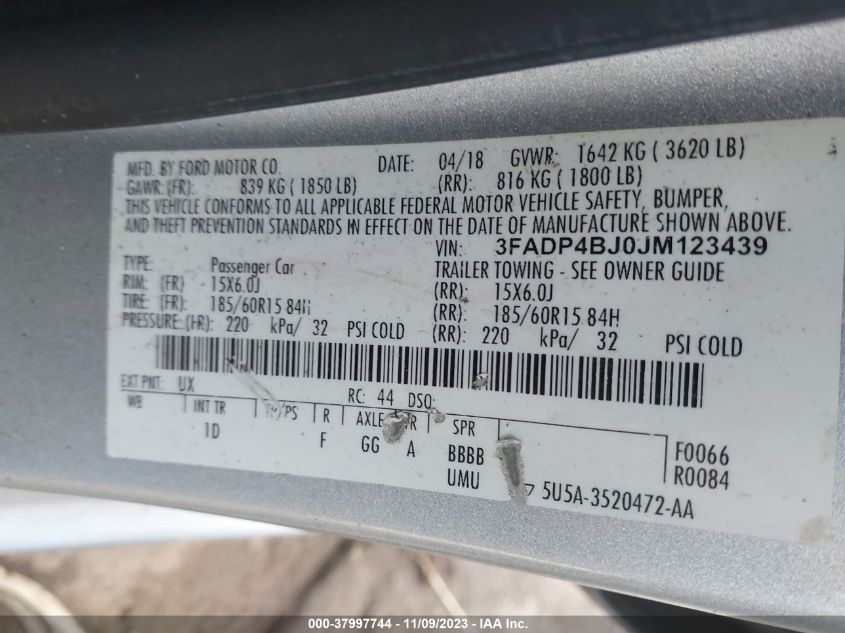 MFD. BY FORD MOTOR CO. DATE: 04/18 GVWR: 1642 KG ( 3620 LB)
GAWR: (FR): 839 KG ( 1850 LB) (RR): 816 KG ( 1800 LB)
THIS VEHICLE CONFORMS TO ALL APPLICABLE FEDERAL MOTOR VEHICLE SAFETY, BUMPER,
AND THEFT PREVENTION STANDARDS IN EFFECT ON THE DATE OF MANUFACTURE SHOWN ABOVE.
VIN: 3FADP4BJ0JM123439
TYPE: Passenger Car TRAILER TOWING - SEE OWNER GUIDE
RIM: (FR) 15X6.0J (RR): 15X6.0J
TIRE: (FR) 185/60R15 84H (RR): 185/60R15 84H
PRESSURE: (FR): 220 kPa/ 32 PSI COLD (RR): 220 kPa/ 32 PSI COLD
EXT PNT: UX RC: 44 DSO:
WB INT TR TP/PS R AXLE TR SPR
1D F GG A BBBB F0066
UMU R0084
5U5A-3520472-AA
000-37997744 - 11/09/2023 - IAA Inc.